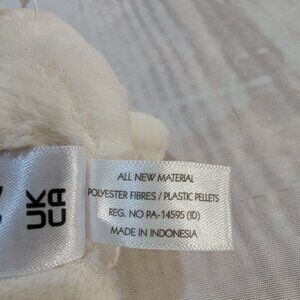 UK
CA
ALL NEW MATERIAL
POLYESTER FIBRES / PLASTIC PELLETS
REG. NO PA-14595 (ID)
MADE IN INDONESIA